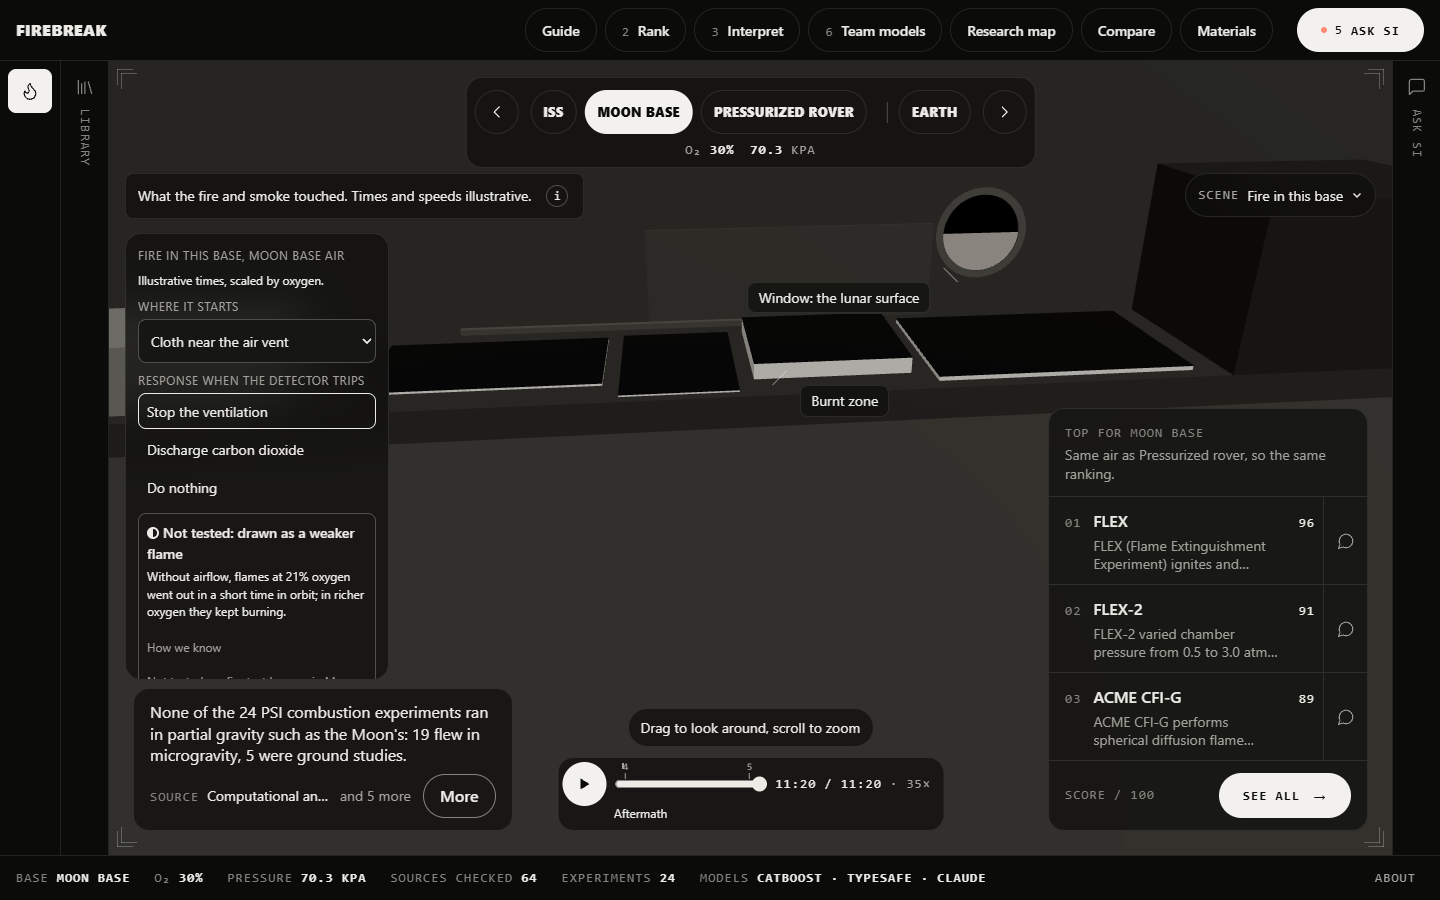 FIREBREAK
Guide
2 Rank
3 Interpret
6 Team models
Research map
Compare
Materials
5 ASK SI
LIBRARY
ISS
MOON BASE
PRESSURIZED ROVER
EARTH
O₂ 30% 70.3 KPA
ASK SI
What the fire and smoke touched. Times and speeds illustrative.
i
SCENE Fire in this base
FIRE IN THIS BASE, MOON BASE AIR
Illustrative times, scaled by oxygen.
WHERE IT STARTS
Cloth near the air vent
RESPONSE WHEN THE DETECTOR TRIPS
Stop the ventilation
Discharge carbon dioxide
Do nothing
Not tested: drawn as a weaker
flame
Without airflow, flames at 21% oxygen
went out in a short time in orbit; in richer
oxygen they kept burning.
How we know
Window: the lunar surface
Burnt zone
TOP FOR MOON BASE
Same air as Pressurized rover, so the same
ranking.
01 FLEX 96
FLEX (Flame Extinguishment
Experiment) ignites and...
02 FLEX-2 91
FLEX-2 varied chamber
pressure from 0.5 to 3.0 atm...
03 ACME CFI-G 89
ACME CFI-G performs
spherical diffusion flame...
SCORE / 100
SEE ALL →
None of the 24 PSI combustion experiments ran
in partial gravity such as the Moon's: 19 flew in
microgravity, 5 were ground studies.
SOURCE Computational an... and 5 more
More
Drag to look around, scroll to zoom
4 5
11:20 / 11:20 · 35x
Aftermath
BASE MOON BASE O₂ 30% PRESSURE 70.3 KPA SOURCES CHECKED 64 EXPERIMENTS 24 MODELS CATBOOST · TYPESAFE · CLAUDE
ABOUT